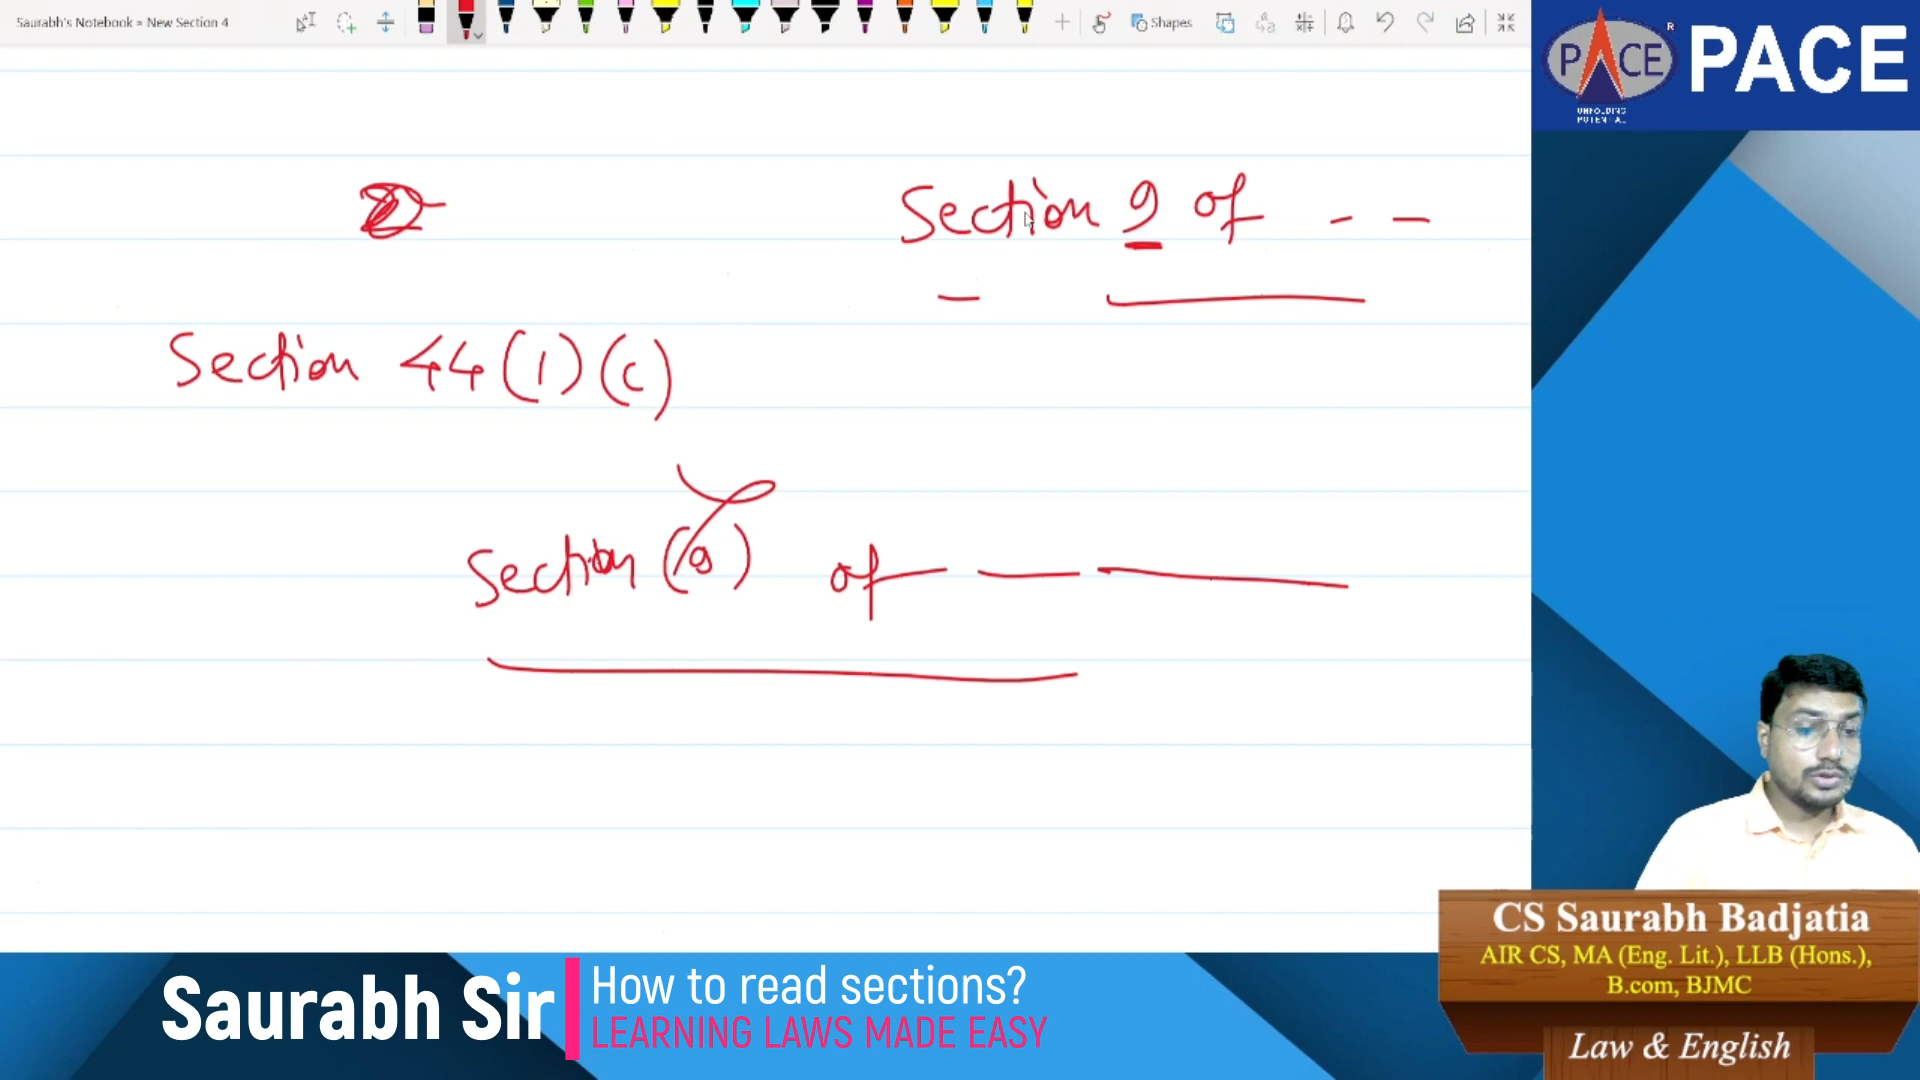 Saurabh's Notebook » New Section 4
Shapes
PACE
UNFOLDING
POTENTIAL
R
PACE
Section 9 of - -
Section 44(1)(c)
Section (9) of
CS Saurabh Badjatia
AIR CS, MA (Eng. Lit.), LLB (Hons.),
B.com, BJMC
Law & English
Saurabh Sir
How to read sections?
LEARNING LAWS MADE EASY